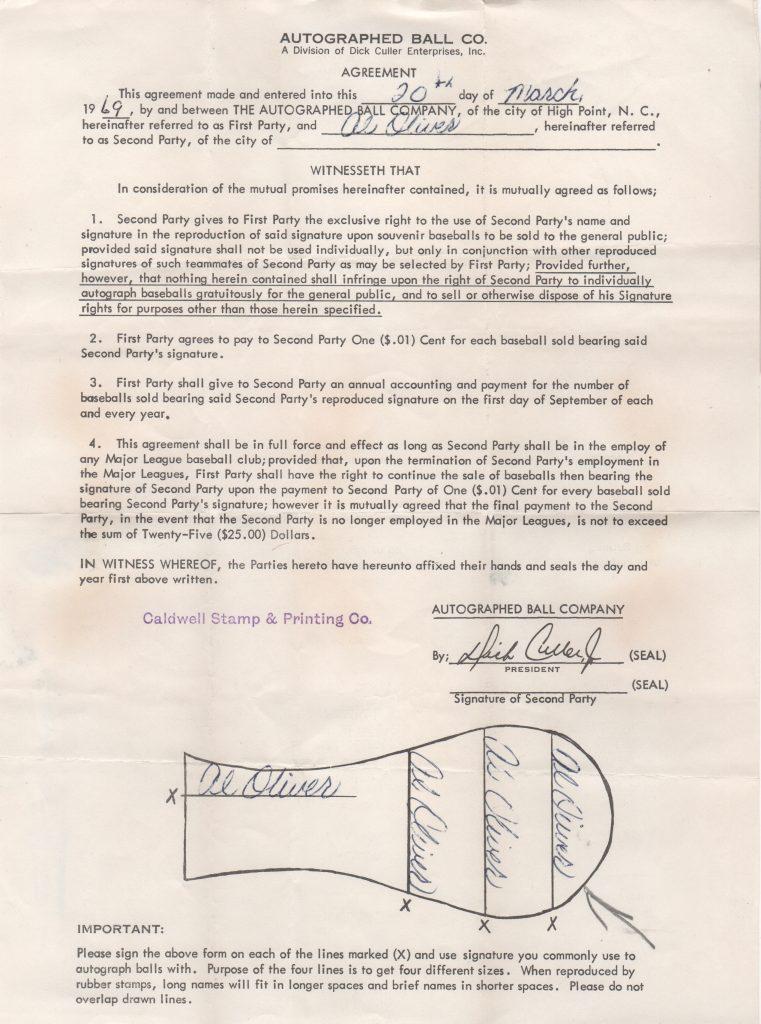 AUTOGRAPHED BALL CO.
A Division of Dick Culler Enterprises, Inc.
AGREEMENT
This agreement made and entered into this 20th day of March,
1969, by and between THE AUTOGRAPHED BALL COMPANY, of the city of High Point, N. C.,
hereinafter referred to as First Party, and Al Oliver, hereinafter referred
to as Second Party, of the city of .
WITNESSETH THAT
In consideration of the mutual promises hereinafter contained, it is mutually agreed as follows;
1. Second Party gives to First Party the exclusive right to the use of Second Party's name and
signature in the reproduction of said signature upon souvenir baseballs to be sold to the general public;
provided said signature shall not be used individually, but only in conjunction with other reproduced
signatures of such teammates of Second Party as may be selected by First Party; Provided further,
however, that nothing herein contained shall infringe upon the right of Second Party to individually
autograph baseballs gratuitously for the general public, and to sell or otherwise dispose of his Signature
rights for purposes other than those herein specified.
2. First Party agrees to pay to Second Party One ($.01) Cent for each baseball sold bearing said
Second Party's signature.
3. First Party shall give to Second Party an annual accounting and payment for the number of
baseballs sold bearing said Second Party's reproduced signature on the first day of September of each
and every year.
4. This agreement shall be in full force and effect as long as Second Party shall be in the employ of
any Major League baseball club; provided that, upon the termination of Second Party's employment in
the Major Leagues, First Party shall have the right to continue the sale of baseballs then bearing the
signature of Second Party upon the payment to Second Party of One ($.01) Cent for every baseball sold
bearing Second Party's signature; however it is mutually agreed that the final payment to the Second
Party, in the event that the Second Party is no longer employed in the Major Leagues, is not to exceed
the sum of Twenty-Five ($25.00) Dollars.
IN WITNESS WHEREOF, the Parties hereto have hereunto affixed their hands and seals the day and
year first above written.
AUTOGRAPHED BALL COMPANY
Caldwell Stamp & Printing Co.
By; Dick Culler, Jr (SEAL)
PRESIDENT
(SEAL)
Signature of Second Party
X Al Oliver
Al Oliver
Al Oliver
Al Oliver
X
X
X
IMPORTANT:
Please sign the above form on each of the lines marked (X) and use signature you commonly use to
autograph balls with. Purpose of the four lines is to get four different sizes. When reproduced by
rubber stamps, long names will fit in longer spaces and brief names in shorter spaces. Please do not
overlap drawn lines.